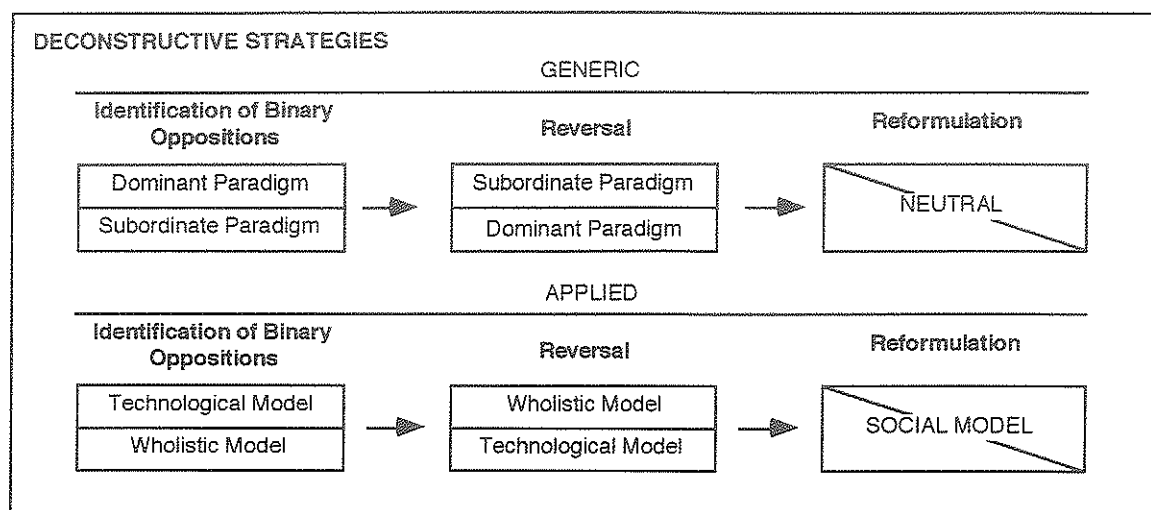 DECONSTRUCTIVE STRATEGIES
GENERIC
Identification of Binary
Oppositions
Reversal
Reformulation
Dominant Paradigm
Subordinate Paradigm
Subordinate Paradigm
Dominant Paradigm
NEUTRAL
APPLIED
Identification of Binary
Oppositions
Reversal
Reformulation
Technological Model
Wholistic Model
Wholistic Model
Technological Model
SOCIAL MODEL